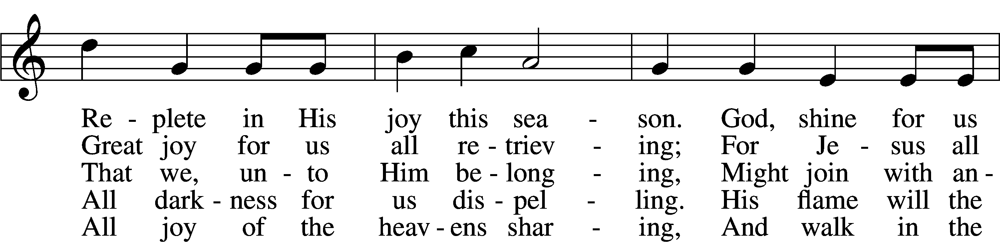 Re - plete in His joy this sea - son. God, shine for us
Great joy for us all re - triev - ing; For Je - sus all
That we, un - to Him be - long - ing, Might join with an -
All dark - ness for us dis - pel - ling. His flame will the
All joy of the heav - ens shar - ing, And walk in the